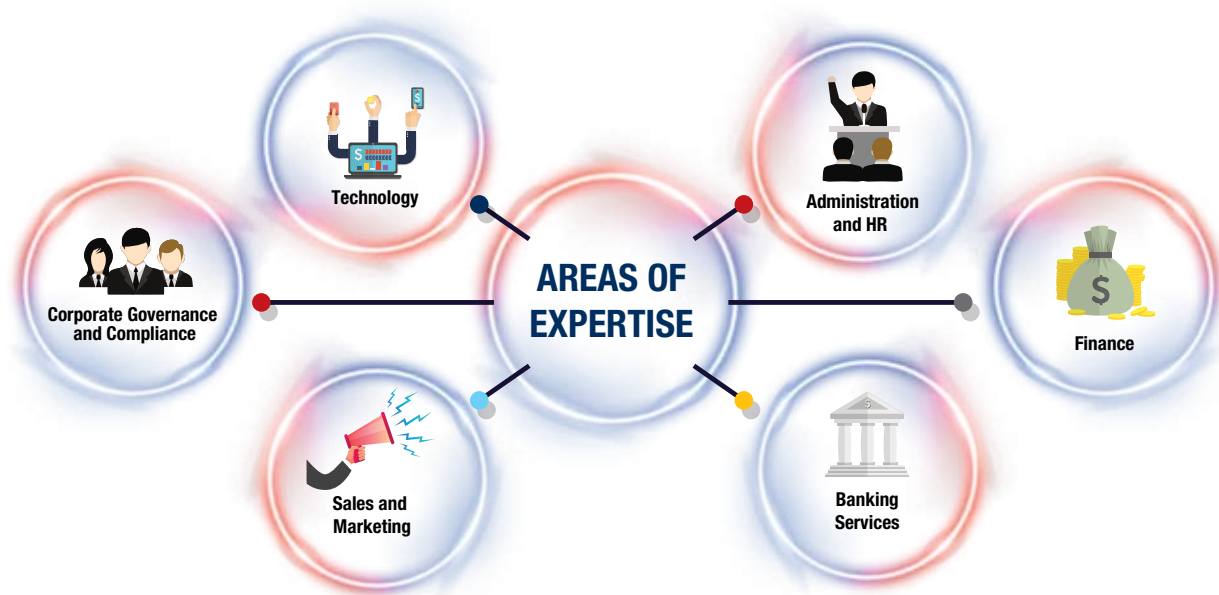 Technology
Administration
and HR
Corporate Governance
and Compliance
AREAS OF
EXPERTISE
Finance
Sales and
Marketing
Banking
Services
$
$
$
$